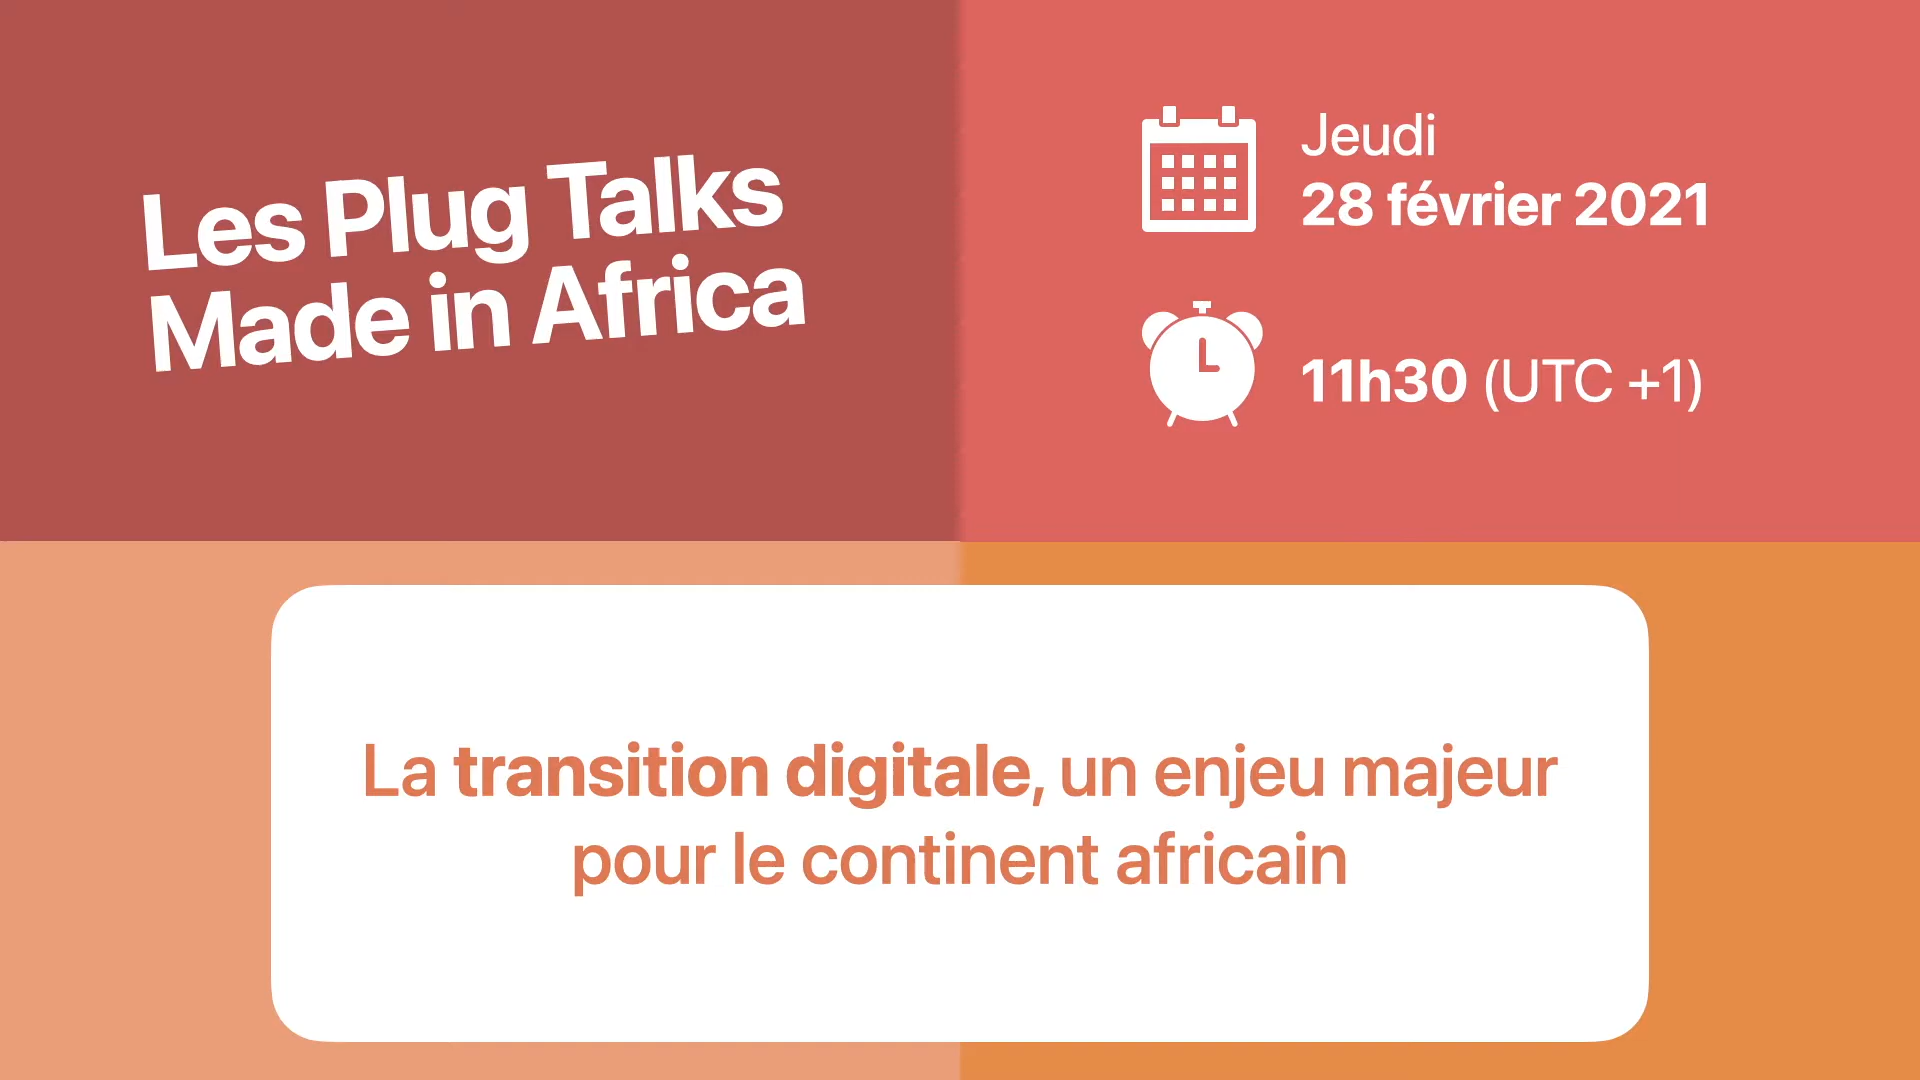 Les Plug Talks
Made in Africa
Jeudi
28 février 2021
11h30 (UTC +1)
La transition digitale, un enjeu majeur
pour le continent africain